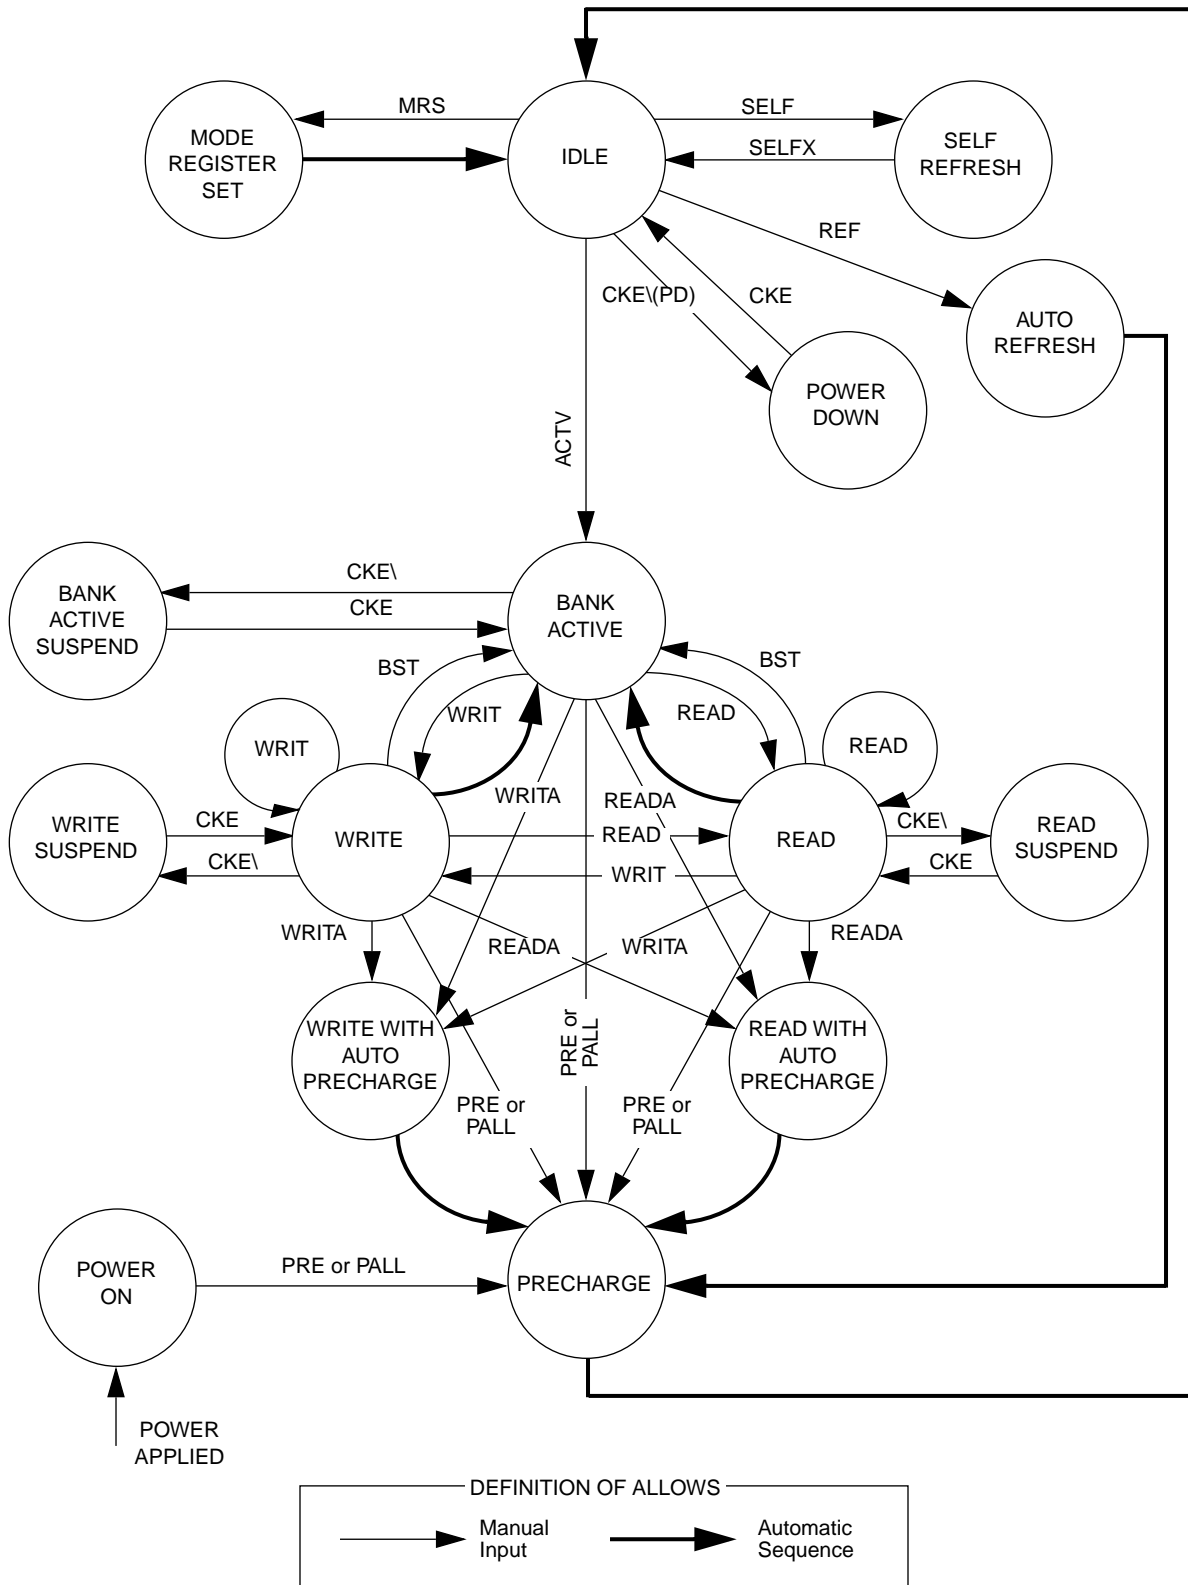 MRS
SELF
MODE
REGISTER
SET
IDLE
SELFX
SELF
REFRESH
REF
CKE\(PD)
CKE
AUTO
REFRESH
POWER
DOWN
ACTV
CKE\
BANK
ACTIVE
SUSPEND
CKE
BANK
ACTIVE
BST
BST
WRIT
READ
WRIT
READ
WRITA
READA
WRITE
SUSPEND
CKE
CKE\
WRITE
READ
WRIT
READ
CKE\
CKE
READ
SUSPEND
WRITA
READA
WRITA
READA
WRITE WITH
AUTO
PRECHARGE
PRE or
PALL
READ WITH
AUTO
PRECHARGE
PRE or
PALL
PRE or
PALL
POWER
ON
PRE or PALL
PRECHARGE
POWER
APPLIED
DEFINITION OF ALLOWS
Manual
Input
Automatic
Sequence